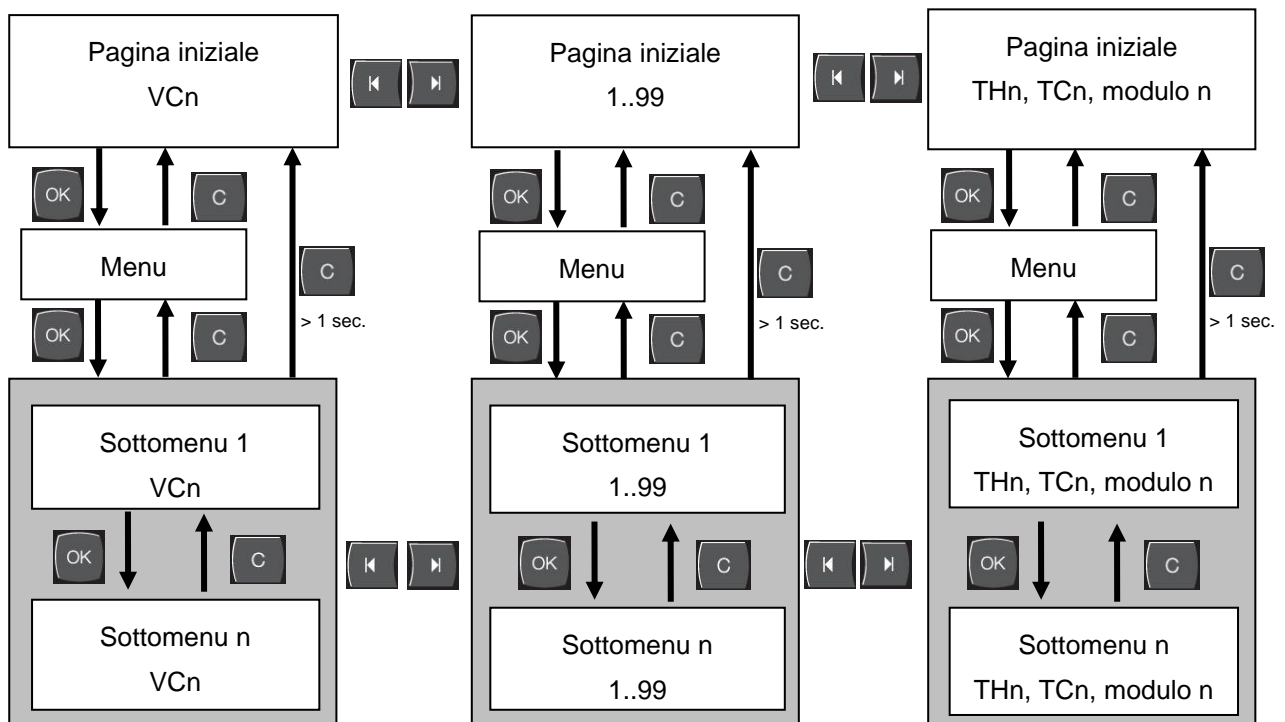 Pagina iniziale
VCn
Pagina iniziale
1..99
Pagina iniziale
THn, TCn, modulo n
OK
C
OK
C
OK
C
Menu
C
Menu
C
Menu
C
OK
C
> 1 sec.
OK
C
> 1 sec.
OK
C
> 1 sec.
Sottomenu 1
VCn
Sottomenu 1
1..99
Sottomenu 1
THn, TCn, modulo n
OK
C
OK
C
OK
C
Sottomenu n
VCn
Sottomenu n
1..99
Sottomenu n
THn, TCn, modulo n